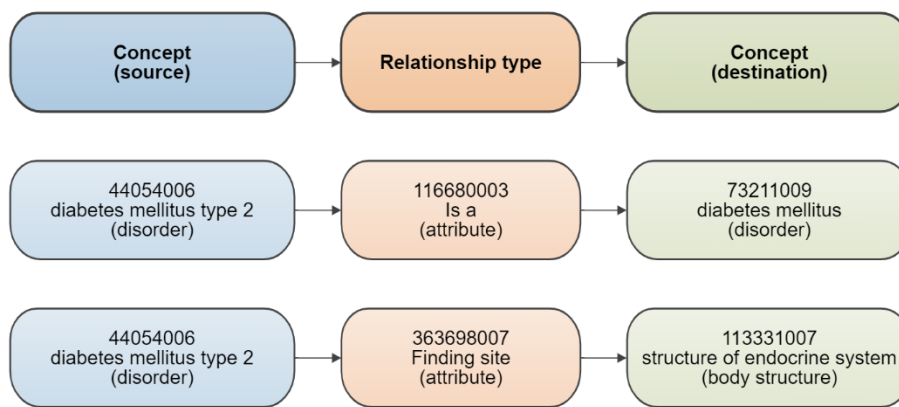 Concept
(source)
Relationship type
Concept
(destination)
44054006
diabetes mellitus type 2
(disorder)
116680003
Is a
(attribute)
73211009
diabetes mellitus
(disorder)
44054006
diabetes mellitus type 2
(disorder)
363698007
Finding site
(attribute)
113331007
structure of endocrine system
(body structure)